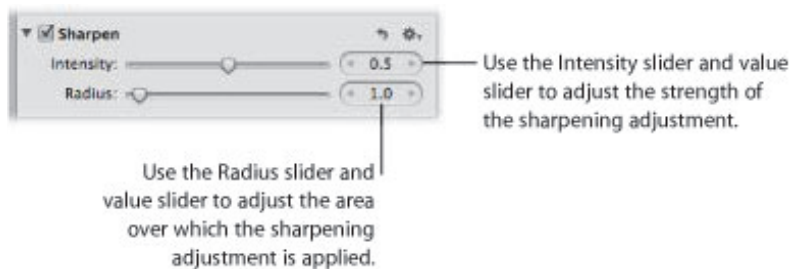 Sharpen
Intensity: 0.5
Radius: 1.0
Use the Intensity slider and value
slider to adjust the strength of
the sharpening adjustment.
Use the Radius slider and
value slider to adjust the area
over which the sharpening
adjustment is applied.